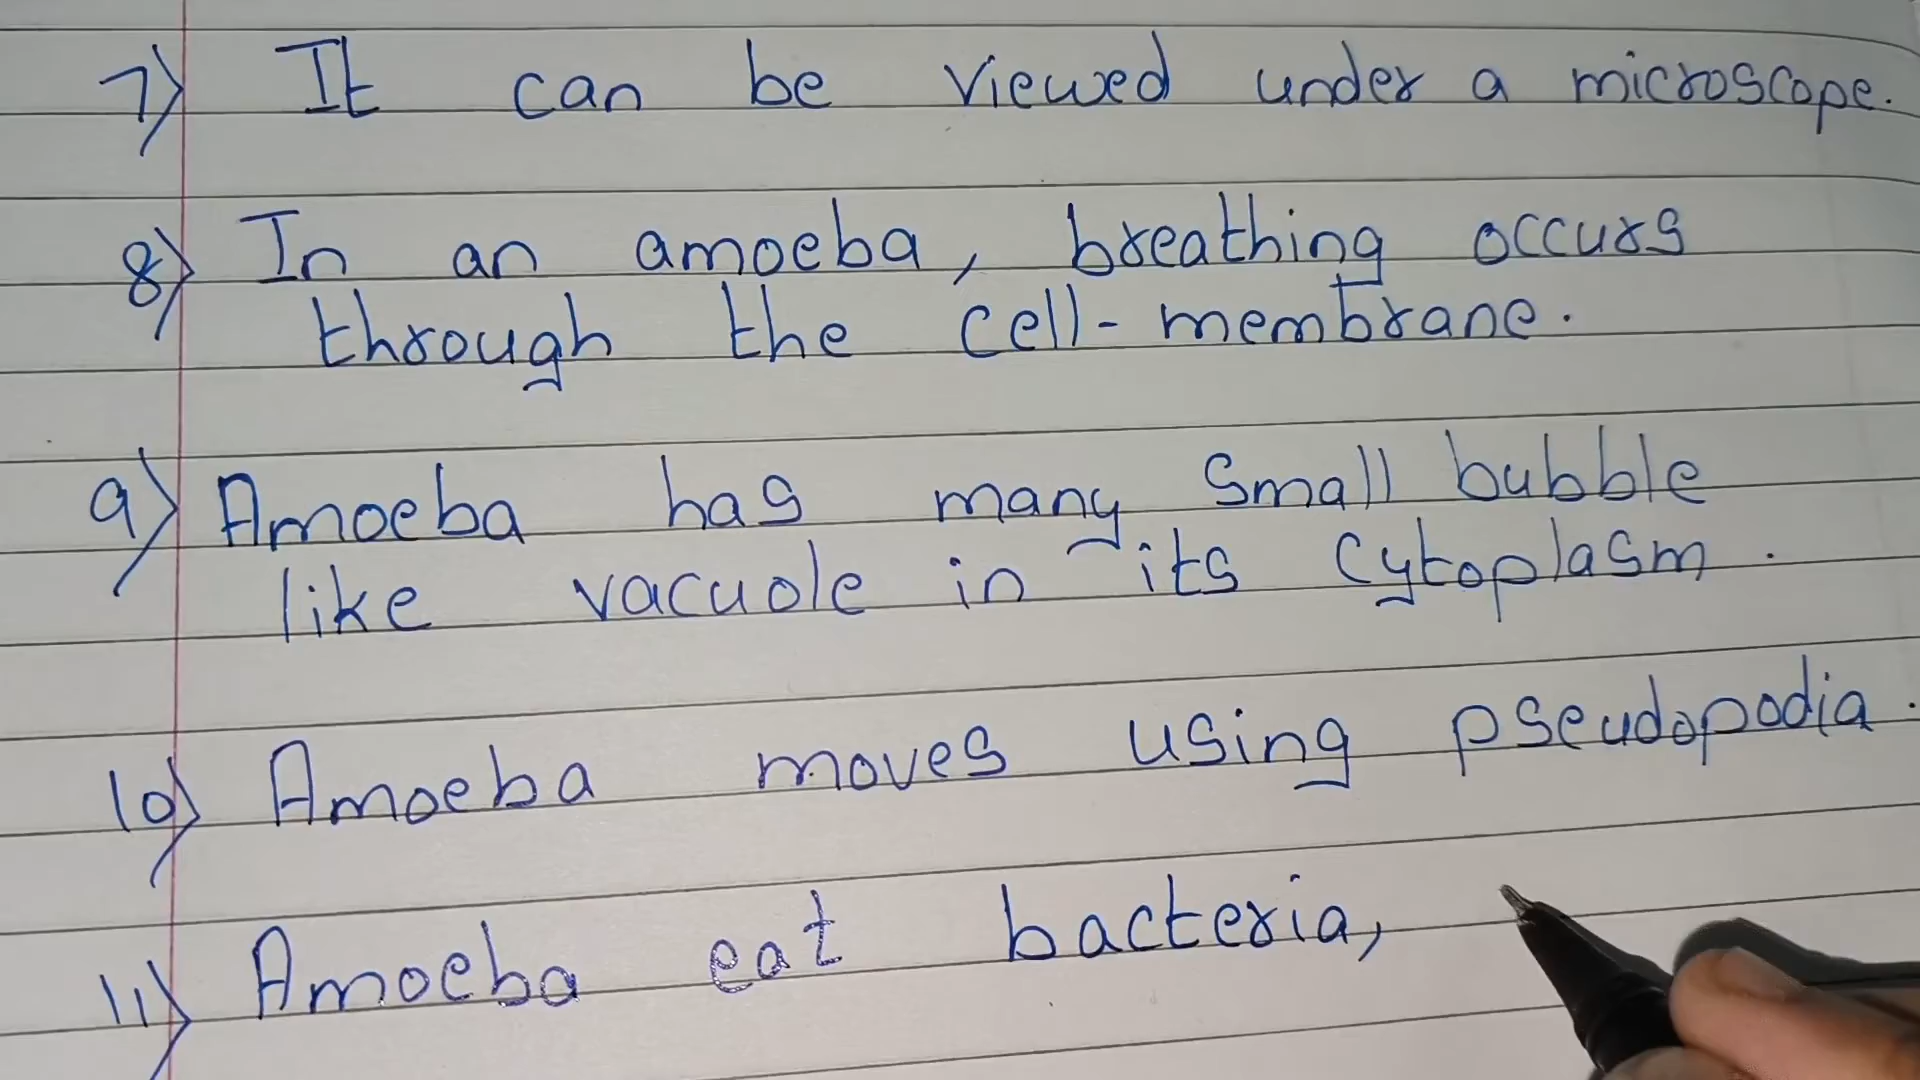 7) It can be viewed under a microscope.
8) In an amoeba, breathing occurs
through the cell-membrane.
9) Amoeba has many small bubble
like vacuole in its cytoplasm.
10) Amoeba moves using pseudopodia.
11) Amoeba eat bacteria,